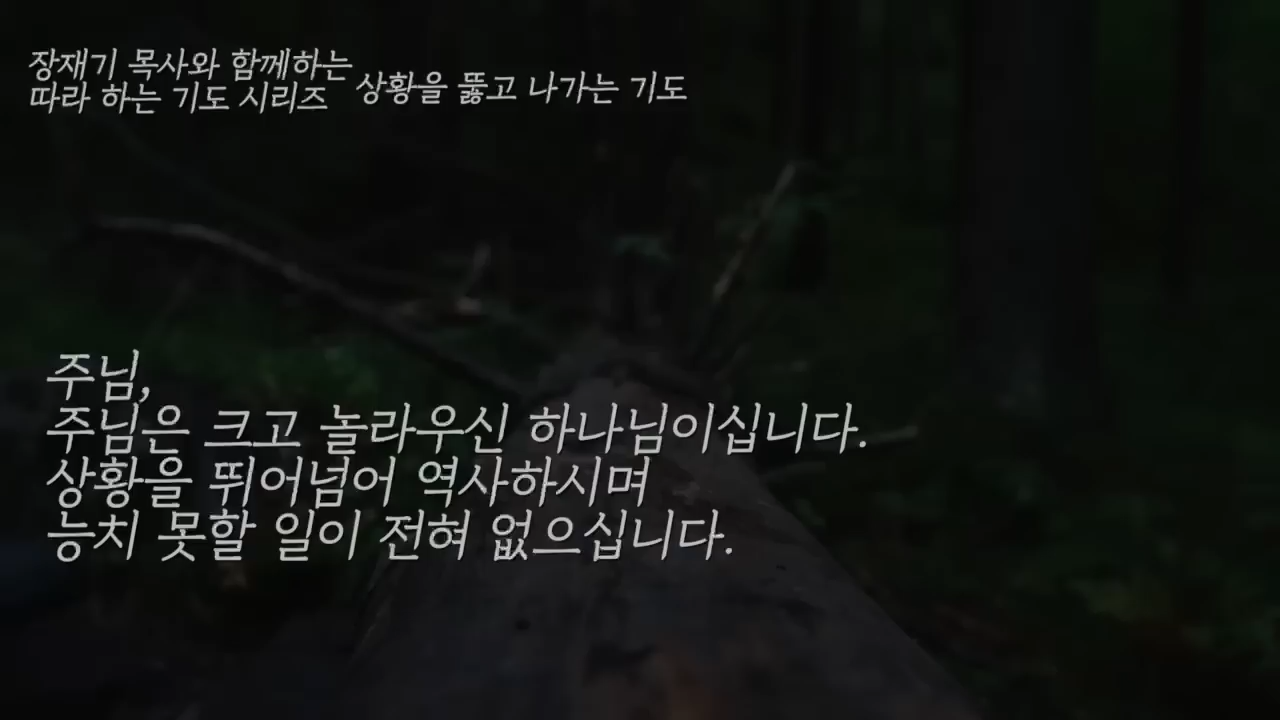 장재기 목사와 함께하는
따라 하는 기도 시리즈
상황을 뚫고 나가는 기도
주님,
주님은 크고 놀라우신 하나님이십니다.
상황을 뛰어넘어 역사하시며
능치 못할 일이 전혀 없으십니다.